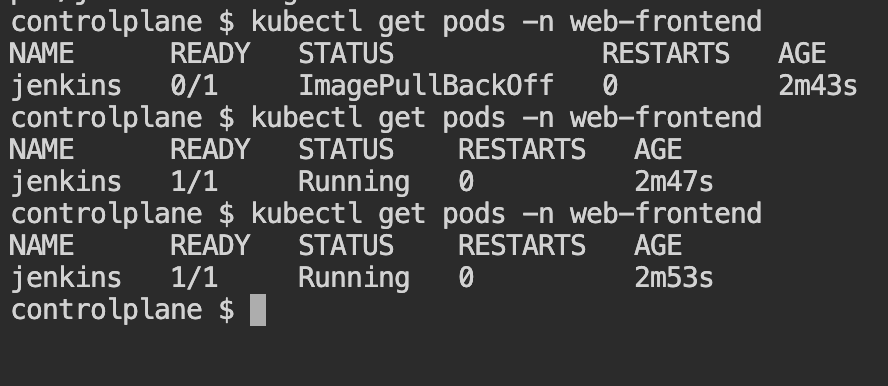 controlplane $ kubectl get pods -n web-frontend
NAME      READY   STATUS             RESTARTS   AGE
jenkins   0/1     ImagePullBackOff   0          2m43s
controlplane $ kubectl get pods -n web-frontend
NAME      READY   STATUS    RESTARTS   AGE
jenkins   1/1     Running   0          2m47s
controlplane $ kubectl get pods -n web-frontend
NAME      READY   STATUS    RESTARTS   AGE
jenkins   1/1     Running   0          2m53s
controlplane $